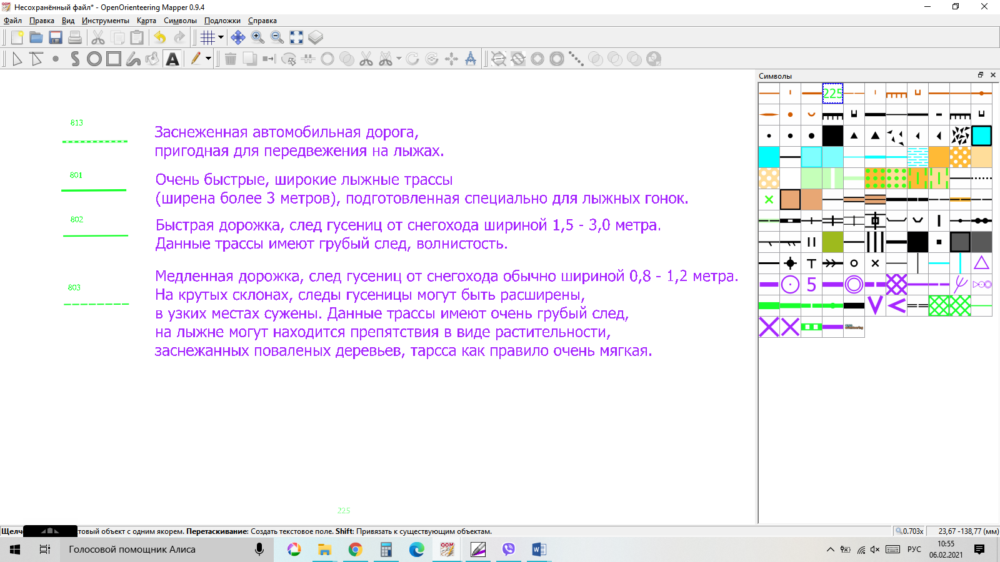 Несохранённый файл* - OpenOrienteering Mapper 0.9.4
Файл Правка Вид Инструменты Карта Символы Подложки Справка
Символы
225
5
813
Заснеженная автомобильная дорога,
пригодная для передвежения на лыжах.
801
Очень быстрые, широкие лыжные трассы
(ширена более 3 метров), подготовленная специально для лыжных гонок.
802
Быстрая дорожка, след гусениц от снегохода шириной 1,5 - 3,0 метра.
Данные трассы имеют грубый след, волнистость.
803
Медленная дорожка, след гусениц от снегохода обычно шириной 0,8 - 1,2 метра.
На крутых склонах, следы гусеницы могут быть расширены,
в узких местах сужены. Данные трассы имеют очень грубый след,
на лыжне могут находится препятствия в виде растительности,
заснежанных поваленых деревьев, тарсса как правило очень мягкая.
225
товый объект с одним якорем. Перетаскивание: Создать текстовое поле. Shift: Привязать к существующим объектам.
0.703x
23,67 -138,77 (мм)
Голосовой помощник Алиса
РУС
10:55
06.02.2021